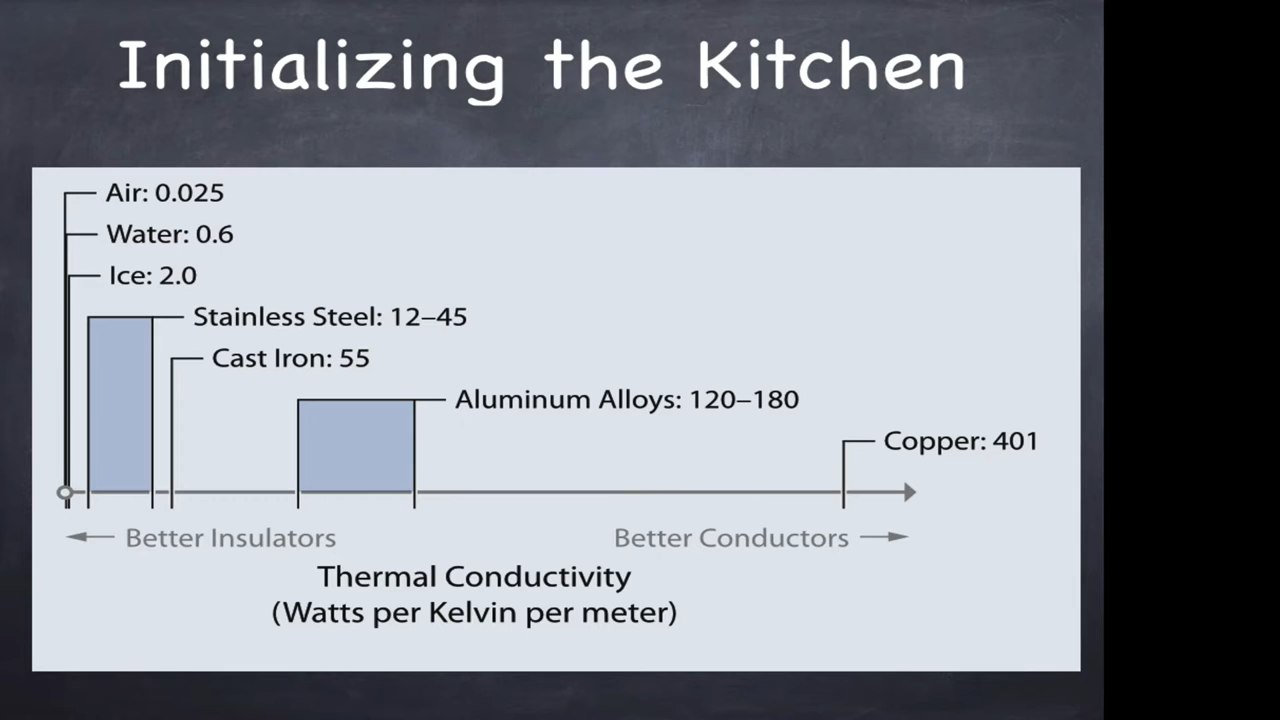 Initializing the Kitchen
Air: 0.025
Water: 0.6
Ice: 2.0
Stainless Steel: 12–45
Cast Iron: 55
Aluminum Alloys: 120–180
Copper: 401
Better Insulators
Better Conductors
Thermal Conductivity
(Watts per Kelvin per meter)